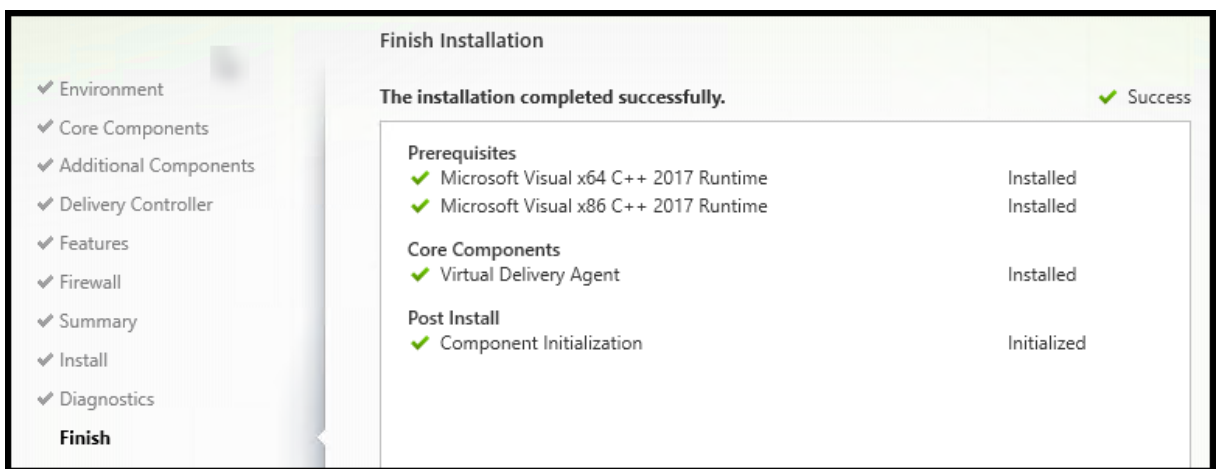 Finish Installation
Environment
Core Components
Additional Components
Delivery Controller
Features
Firewall
Summary
Install
Diagnostics
Finish
The installation completed successfully. Success
Prerequisites
Microsoft Visual x64 C++ 2017 Runtime Installed
Microsoft Visual x86 C++ 2017 Runtime Installed
Core Components
Virtual Delivery Agent Installed
Post Install
Component Initialization Initialized